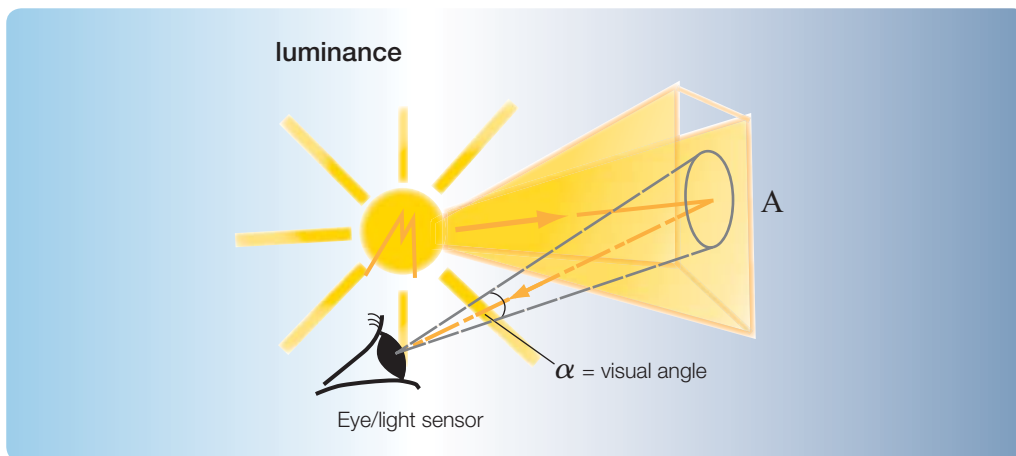 luminance
A
α = visual angle
Eye/light sensor